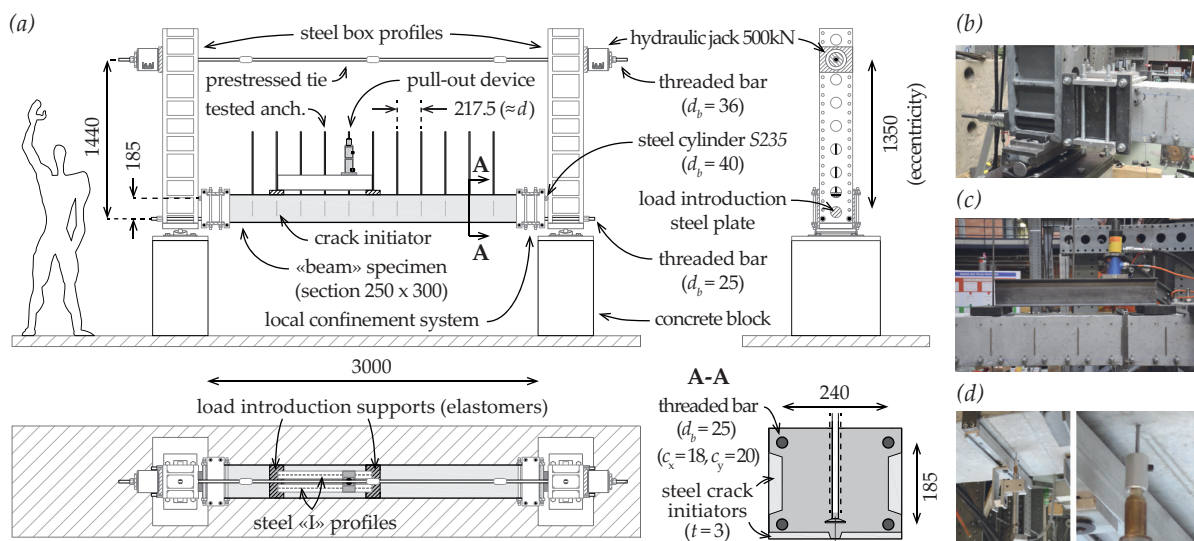 (a)
steel box profiles
hydraulic jack 500kN
prestressed tie
pull-out device
threaded bar
(d_b = 36)
tested anch.
217.5 (≈d)
1440
185
1350
(eccentricity)
steel cylinder S235
(d_b = 40)
A
A
load introduction
steel plate
crack initiator
«beam» specimen
(section 250 x 300)
threaded bar
(d_b = 25)
local confinement system
concrete block
3000
load introduction supports (elastomers)
steel «I» profiles
A-A
240
threaded bar
(d_b = 25)
(c_x = 18, c_y = 20)
steel crack
initiators
(t = 3)
185
(b)
(c)
(d)